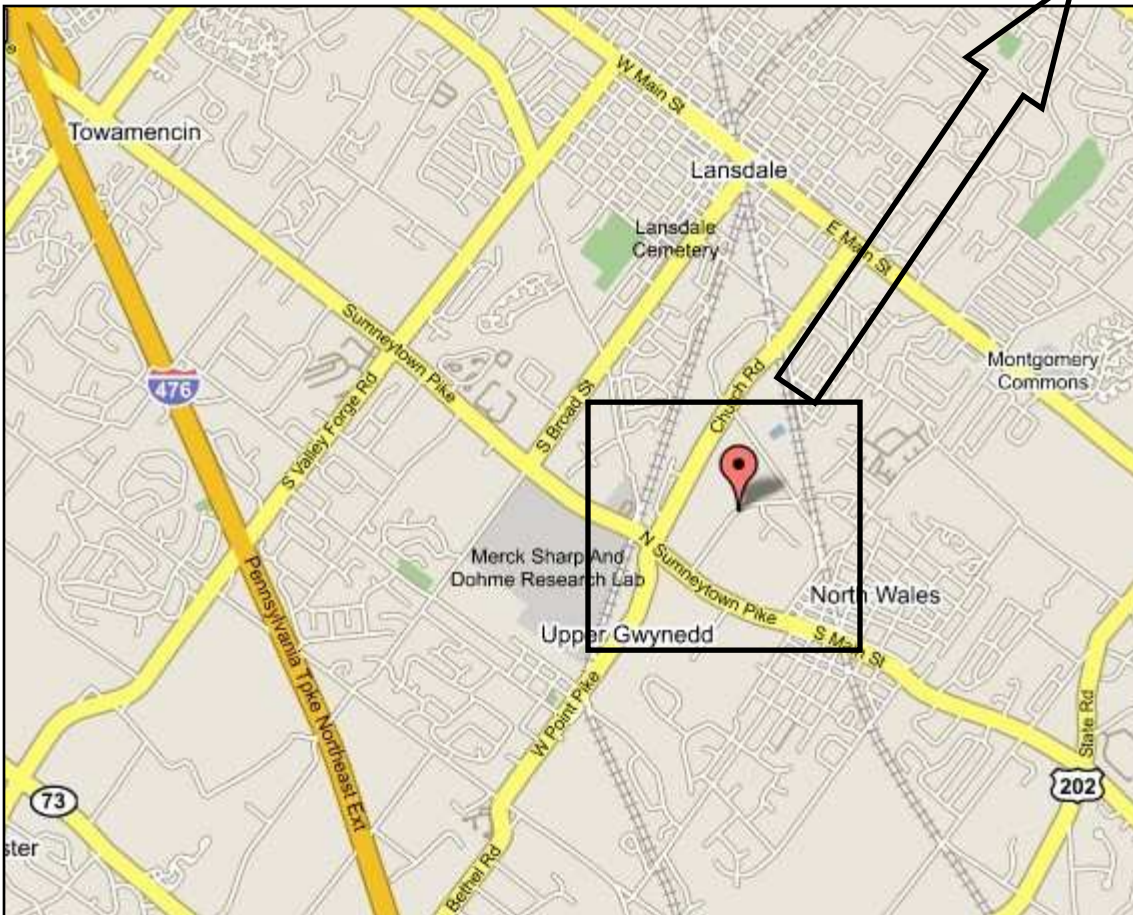 W Main St
Towamencin
Lansdale
Lansdale
Cemetery
E Main St
Sumneytown Pike
Montgomery
Commons
476
Church Rd
S Valley Forge Rd
S Broad St
N Sumneytown Pike
Merck Sharp And
Dohme Research Lab
North Wales
Upper Gwynedd
S Main St
Pennsylvania Tpke Northeast Ext
W Point Pike
State Rd
202
73
ster
Bethel Rd